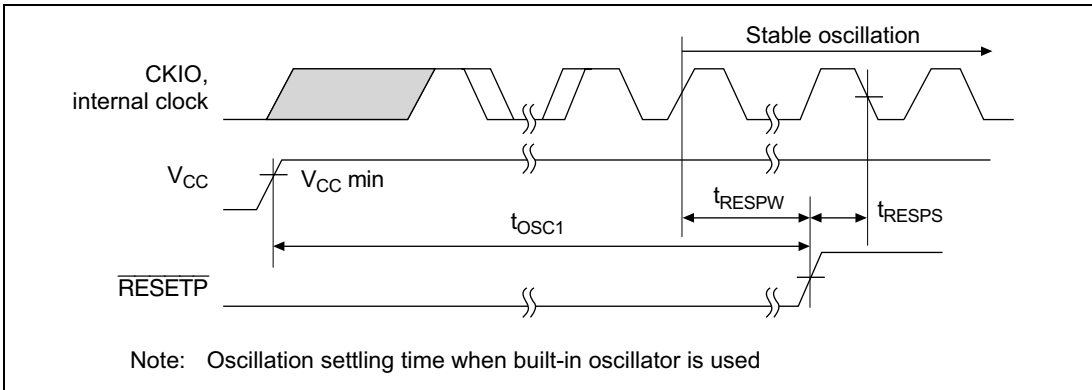 Stable oscillation
CKIO,
internal clock
VCC
VCC min
tRESPW
tRESPS
tOSC1
RESETP
Note: Oscillation settling time when built-in oscillator is used